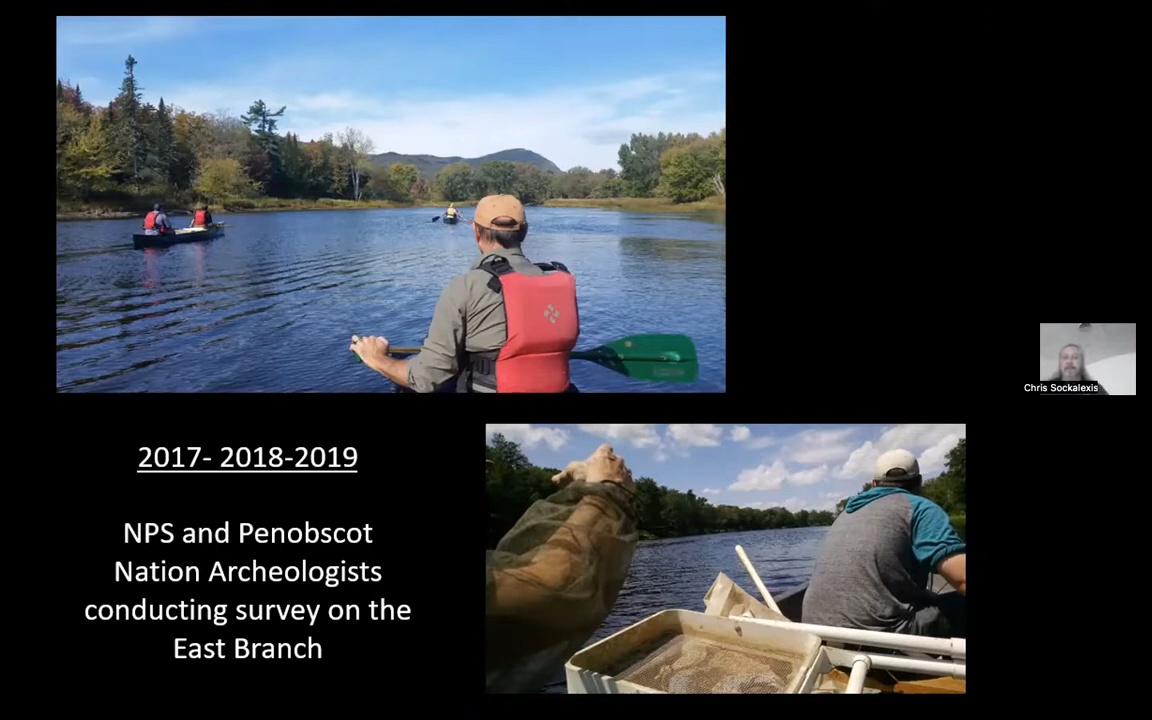 Chris Sockalexis
2017- 2018-2019
NPS and Penobscot
Nation Archeologists
conducting survey on the
East Branch